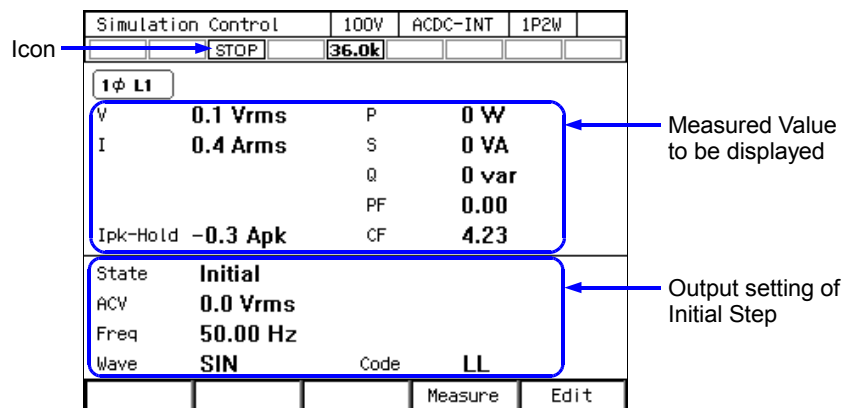 Simulation Control 100V ACDC-INT 1P2W
Icon STOP 36.0k
1ϕ L1
V 0.1 Vrms P 0 W
I 0.4 Arms S 0 VA
Q 0 var
PF 0.00
Ipk-Hold -0.3 Apk CF 4.23
Measured Value
to be displayed
State Initial
ACV 0.0 Vrms
Freq 50.00 Hz
Wave SIN Code LL
Output setting of
Initial Step
Measure Edit